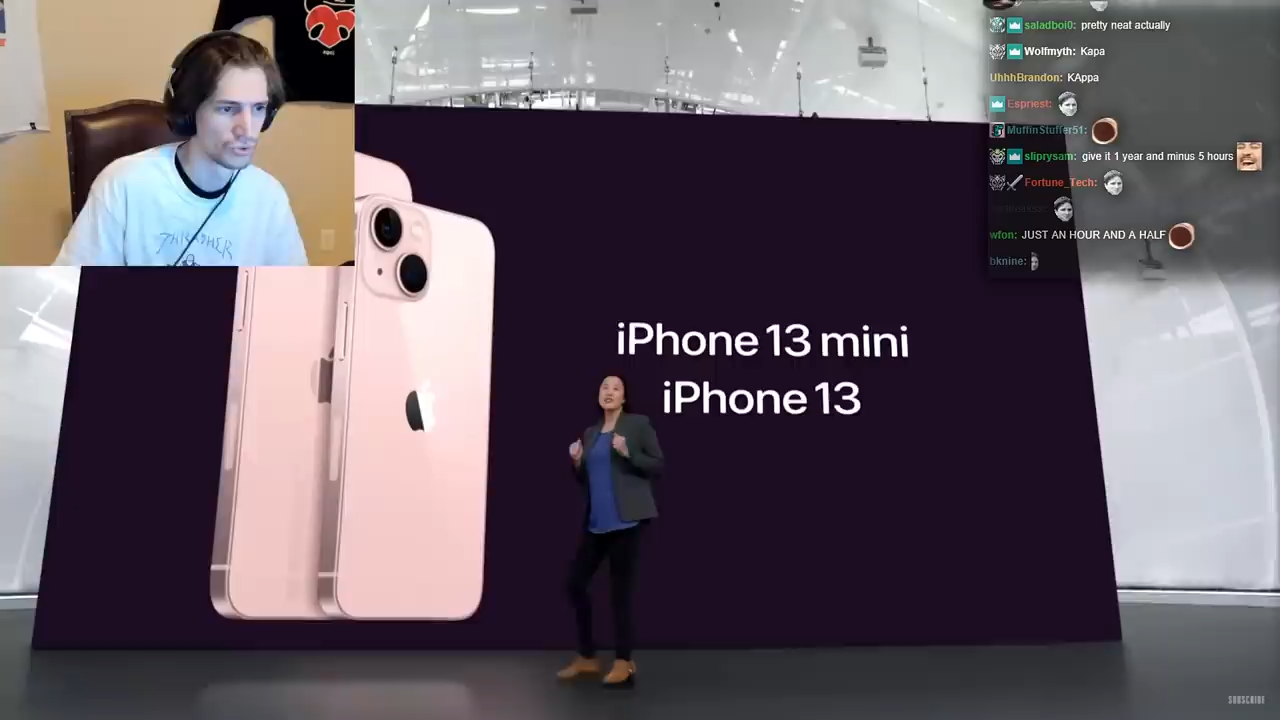 THRASHER
iPhone 13 mini
iPhone 13
saladboi0: pretty neat actually
Wolfmyth: Kapa
UhhhBrandon: KAppa
Espriest:
MuffinStuffer51:
sliprysam: give it 1 year and minus 5 hours
Fortune_Tech:
wfon: JUST AN HOUR AND A HALF
bknine:
SUBSCRIBE